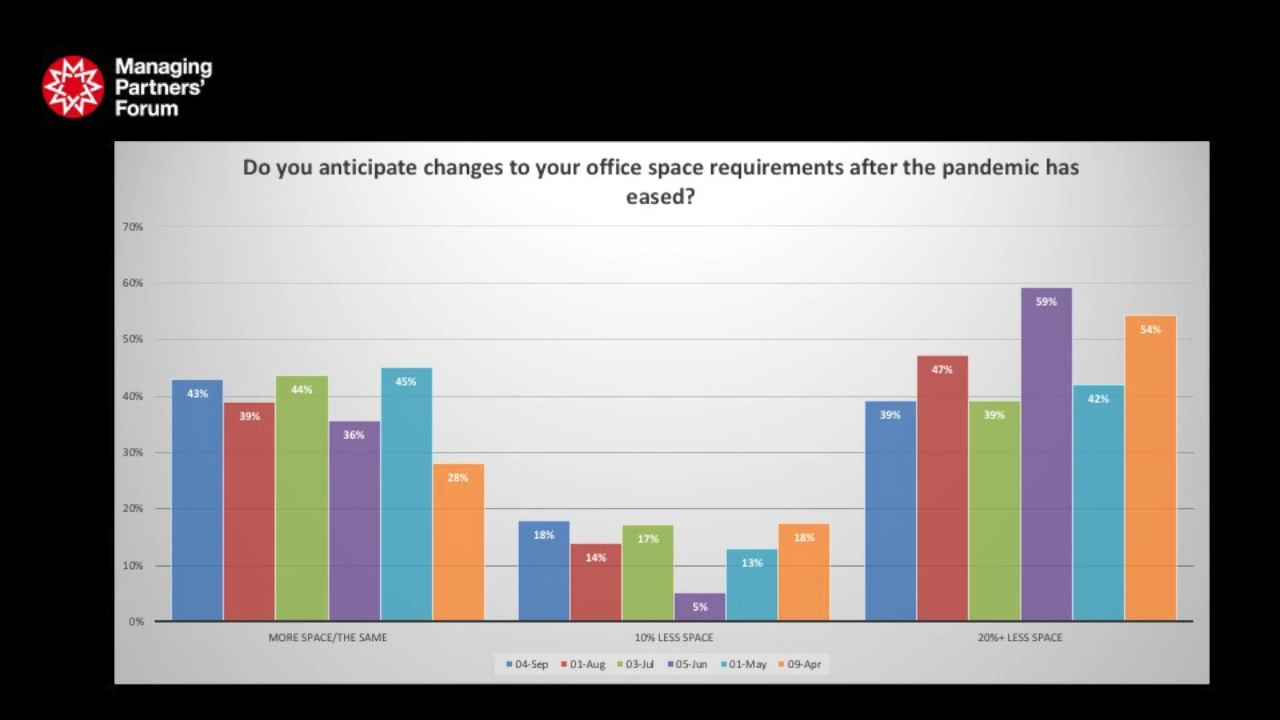 Managing
Partners'
Forum
Do you anticipate changes to your office space requirements after the pandemic has
eased?
70%
60%
50%
40%
30%
20%
10%
0%
43%
39%
44%
36%
45%
28%
18%
14%
17%
5%
13%
18%
39%
47%
39%
59%
42%
54%
MORE SPACE/THE SAME
10% LESS SPACE
20%+ LESS SPACE
04-Sep 01-Aug 03-Jul 05-Jun 01-May 09-Apr